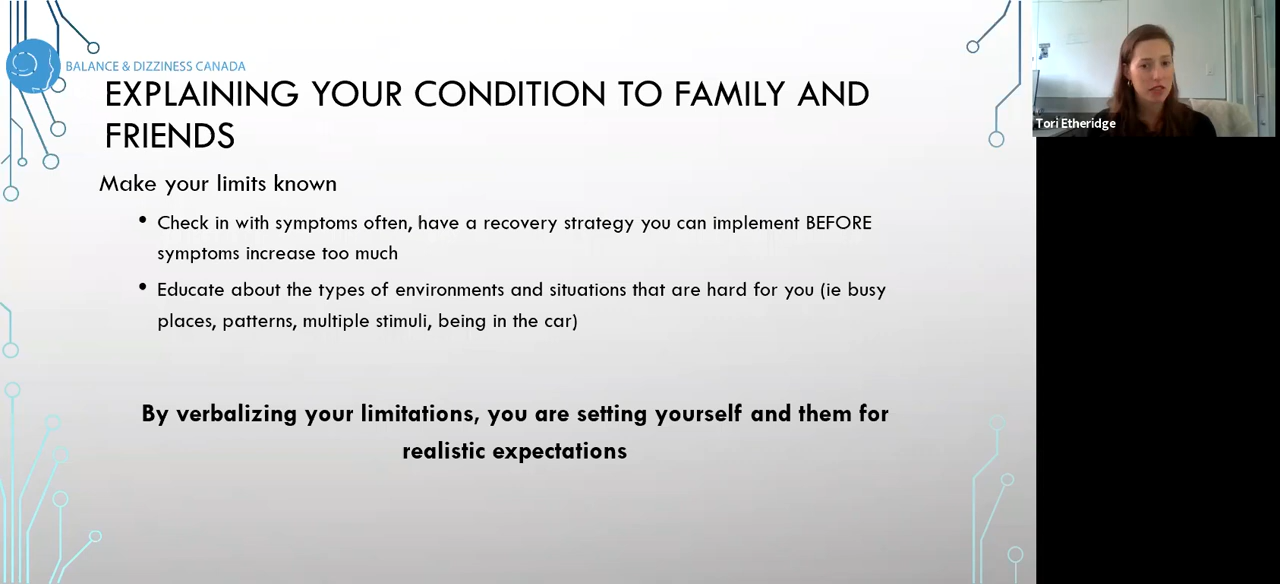 BALANCE & DIZZINESS CANADA
EXPLAINING YOUR CONDITION TO FAMILY AND
FRIENDS
Make your limits known
• Check in with symptoms often, have a recovery strategy you can implement BEFORE
symptoms increase too much
• Educate about the types of environments and situations that are hard for you (ie busy
places, patterns, multiple stimuli, being in the car)
By verbalizing your limitations, you are setting yourself and them for
realistic expectations
Tori Etheridge